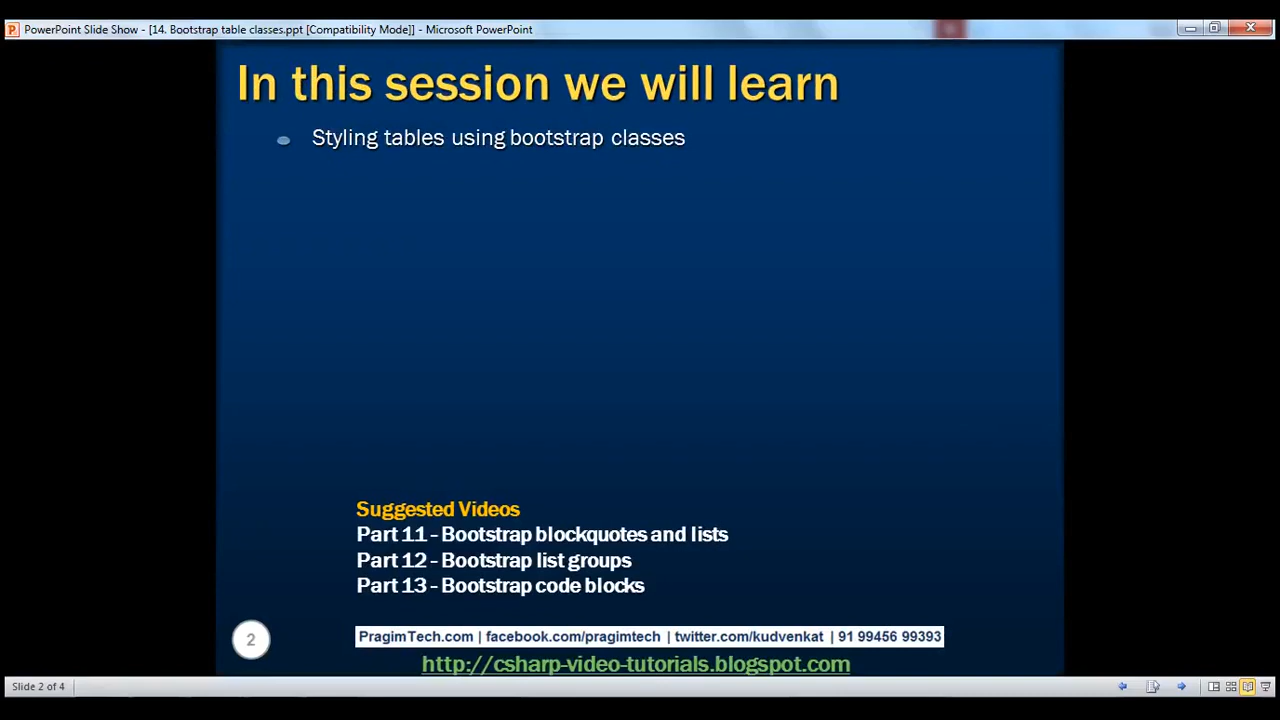 PowerPoint Slide Show - [14. Bootstrap table classes.ppt [Compatibility Mode]] - Microsoft PowerPoint
In this session we will learn
Styling tables using bootstrap classes
Suggested Videos
Part 11 - Bootstrap blockquotes and lists
Part 12 - Bootstrap list groups
Part 13 - Bootstrap code blocks
2
PragimTech.com | facebook.com/pragimtech | twitter.com/kudvenkat | 91 99456 99393
http://csharp-video-tutorials.blogspot.com
Slide 2 of 4